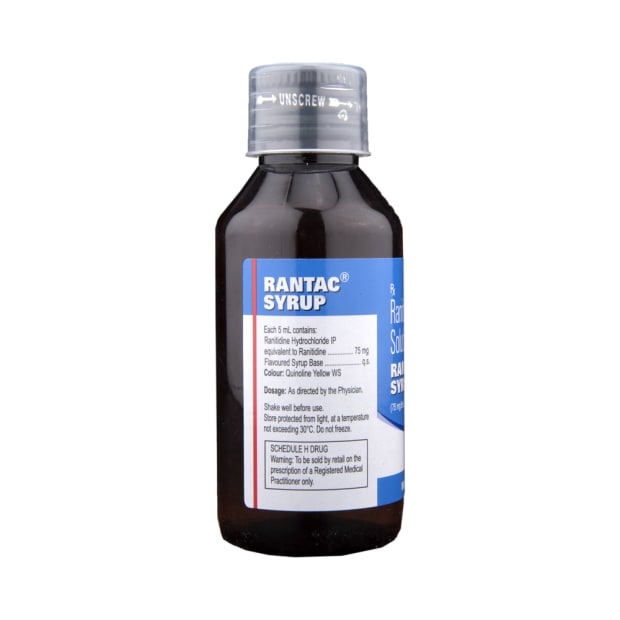 UNSCREW
RANTAC®
SYRUP
Each 5 mL contains:
Ranitidine Hydrochloride IP
equivalent to Ranitidine .............. 75 mg
Flavoured Syrup Base ............... q.s.
Colour: Quinoline Yellow WS
Dosage: As directed by the Physician.
Shake well before use.
Store protected from light, at a temperature
not exceeding 30°C. Do not freeze.
SCHEDULE H DRUG
Warning: To be sold by retail on the
prescription of a Registered Medical
Practitioner only.
Rx
(75 mg